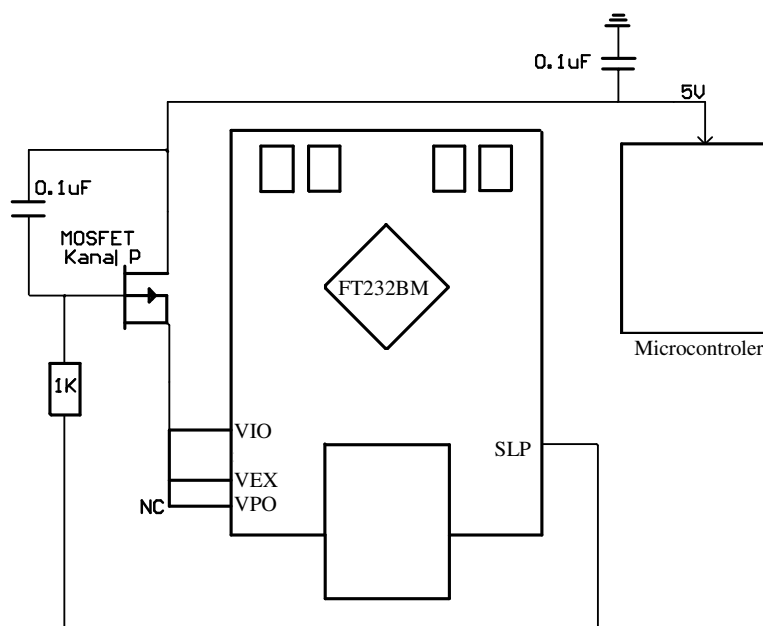 0.1uF
5V
0.1uF
MOSFET
Kanal P
FT232BM
Microcontroler
1K
VIO
SLP
VEX
NC
VPO